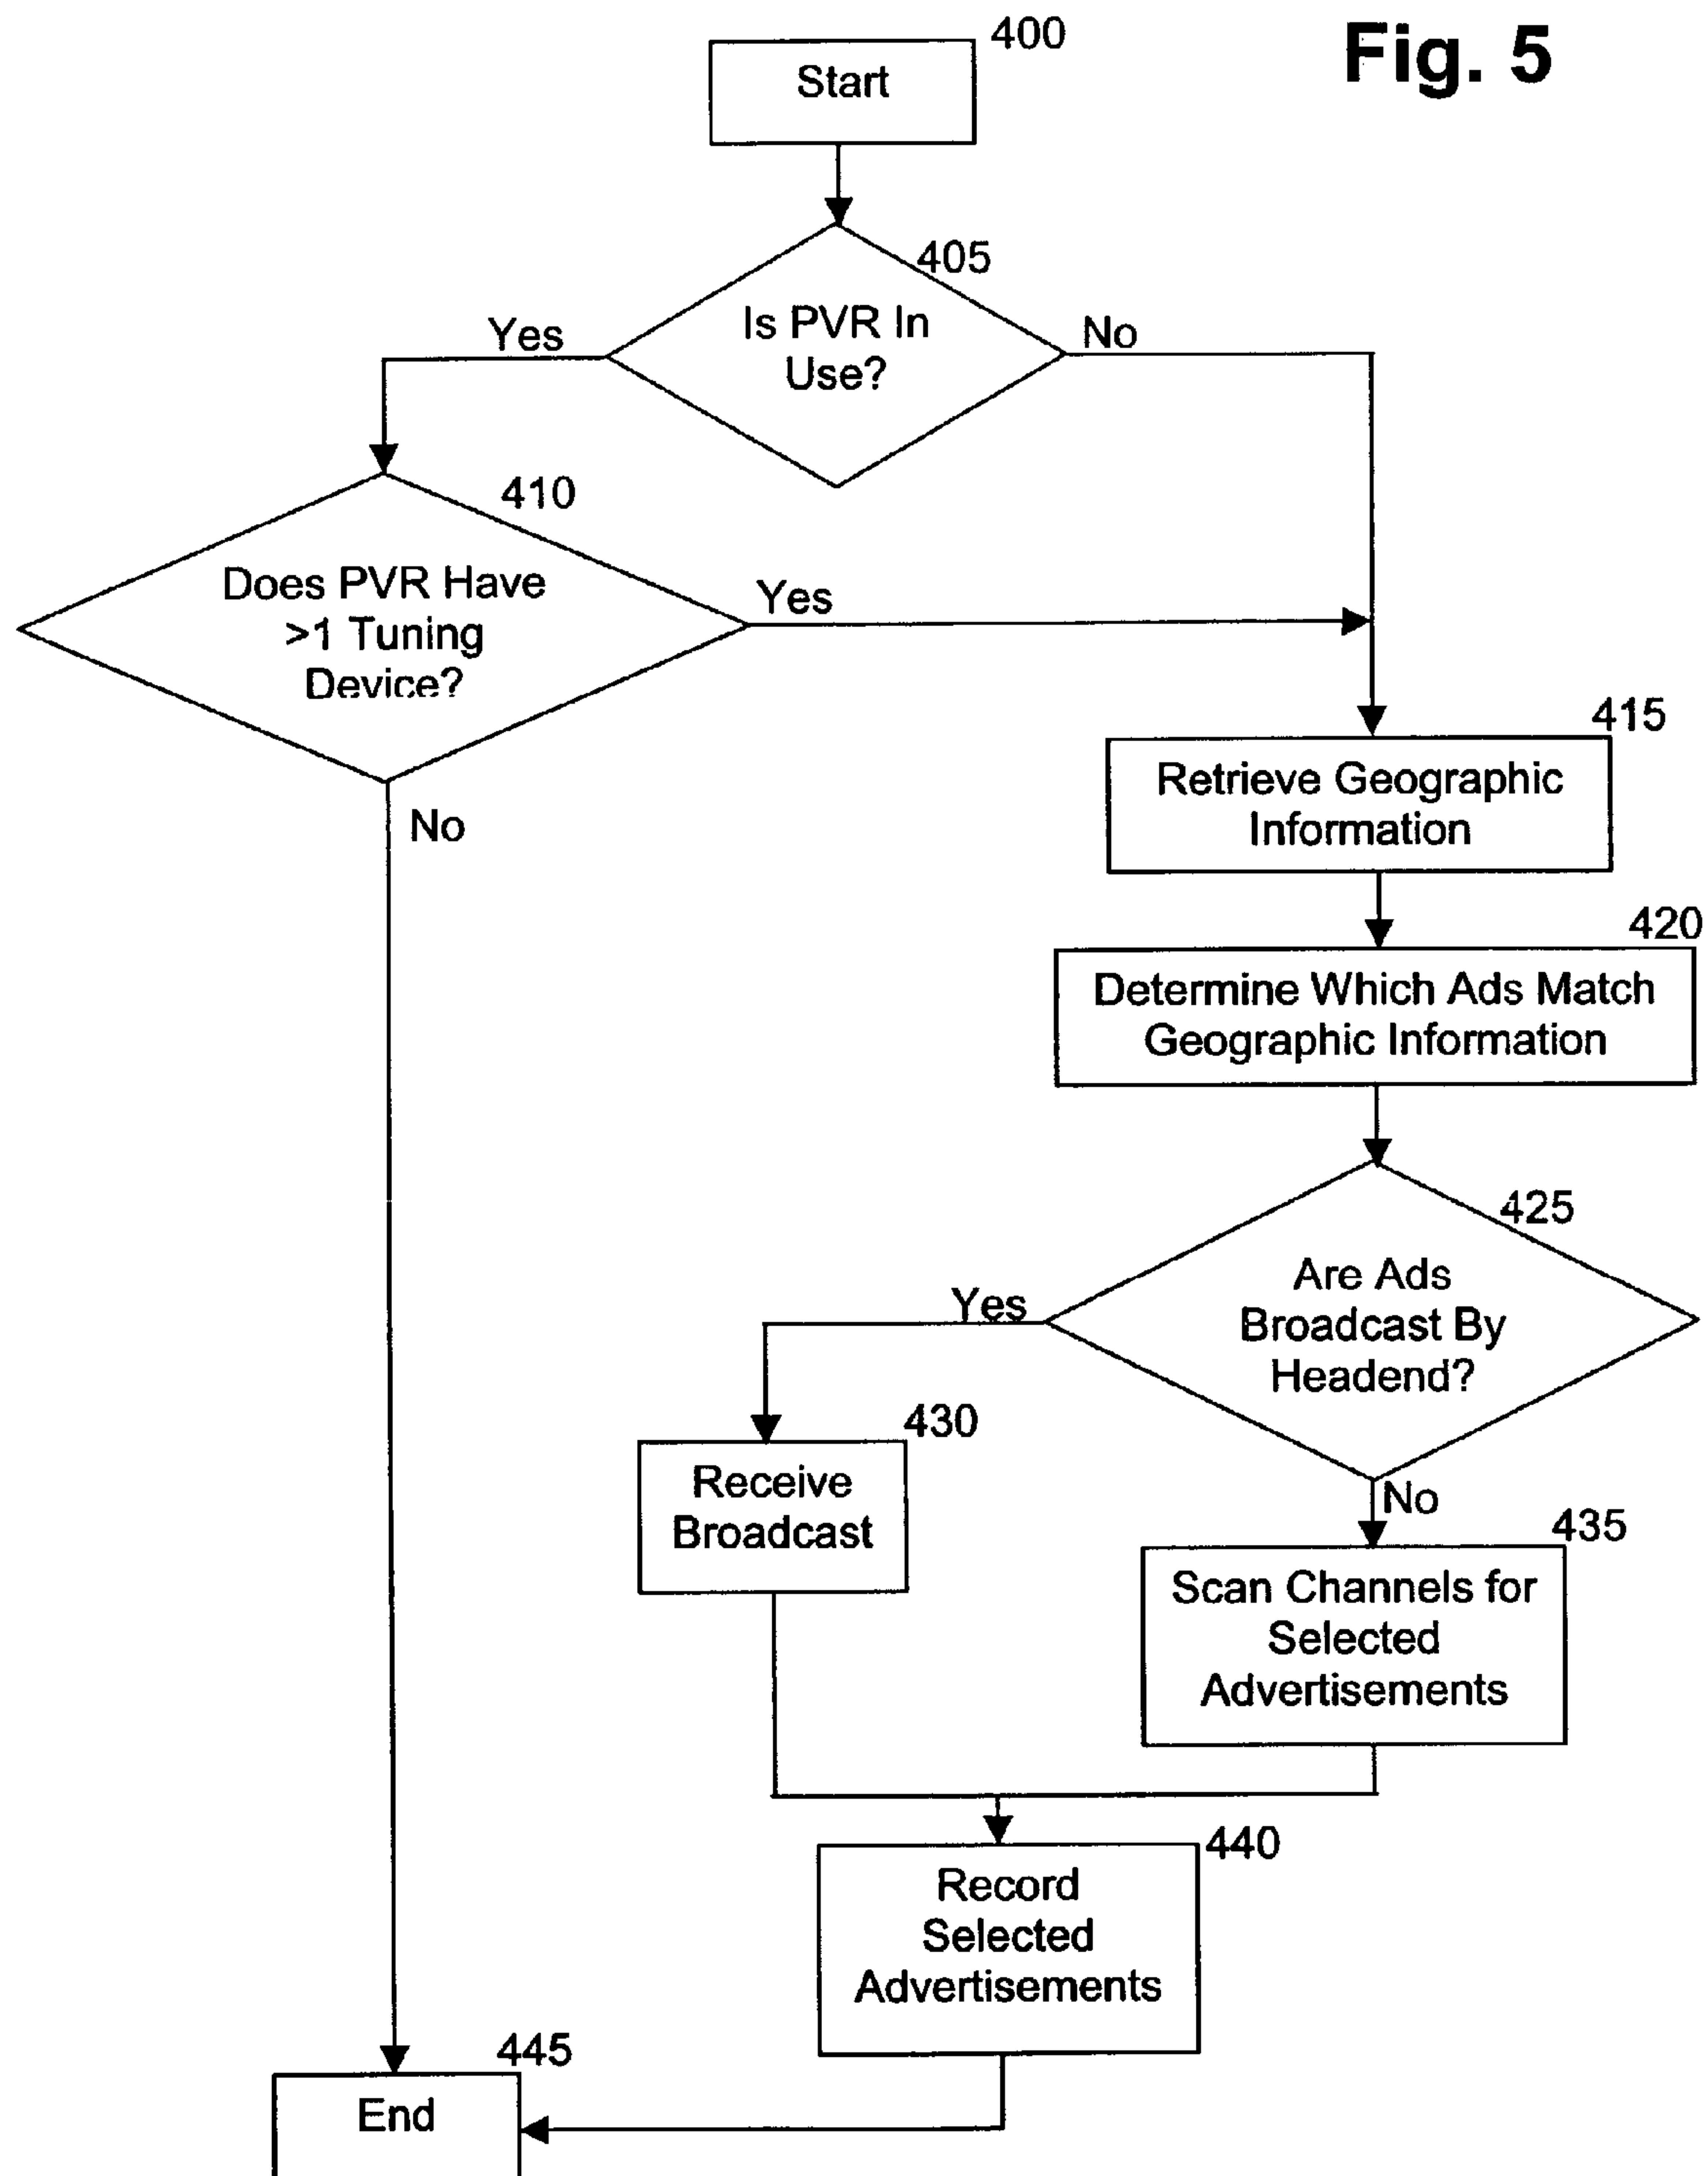 Fig. 5
400
Start
405
Is PVR In
Use?
Yes
No
410
Does PVR Have
>1 Tuning
Device?
Yes
No
415
Retrieve Geographic
Information
420
Determine Which Ads Match
Geographic Information
425
Are Ads
Broadcast By
Headend?
Yes
No
430
Receive
Broadcast
435
Scan Channels for
Selected
Advertisements
440
Record
Selected
Advertisements
445
End